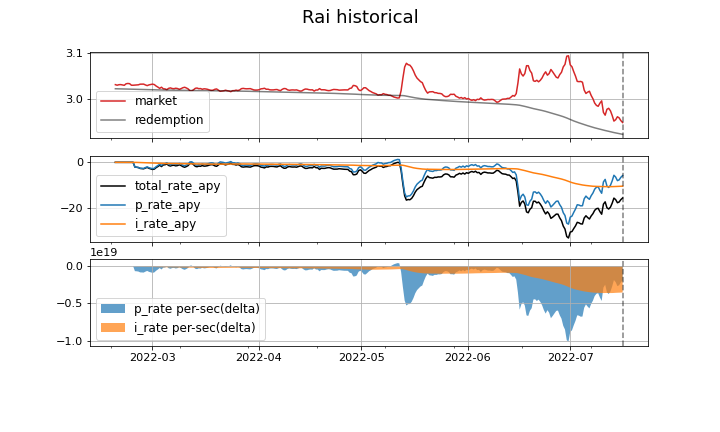 Rai historical
3.1
3.0
market
redemption
0
−20
total_rate_apy
p_rate_apy
i_rate_apy
1e19
0.0
−0.5
−1.0
p_rate per-sec(delta)
i_rate per-sec(delta)
2022-03 2022-04 2022-05 2022-06 2022-07